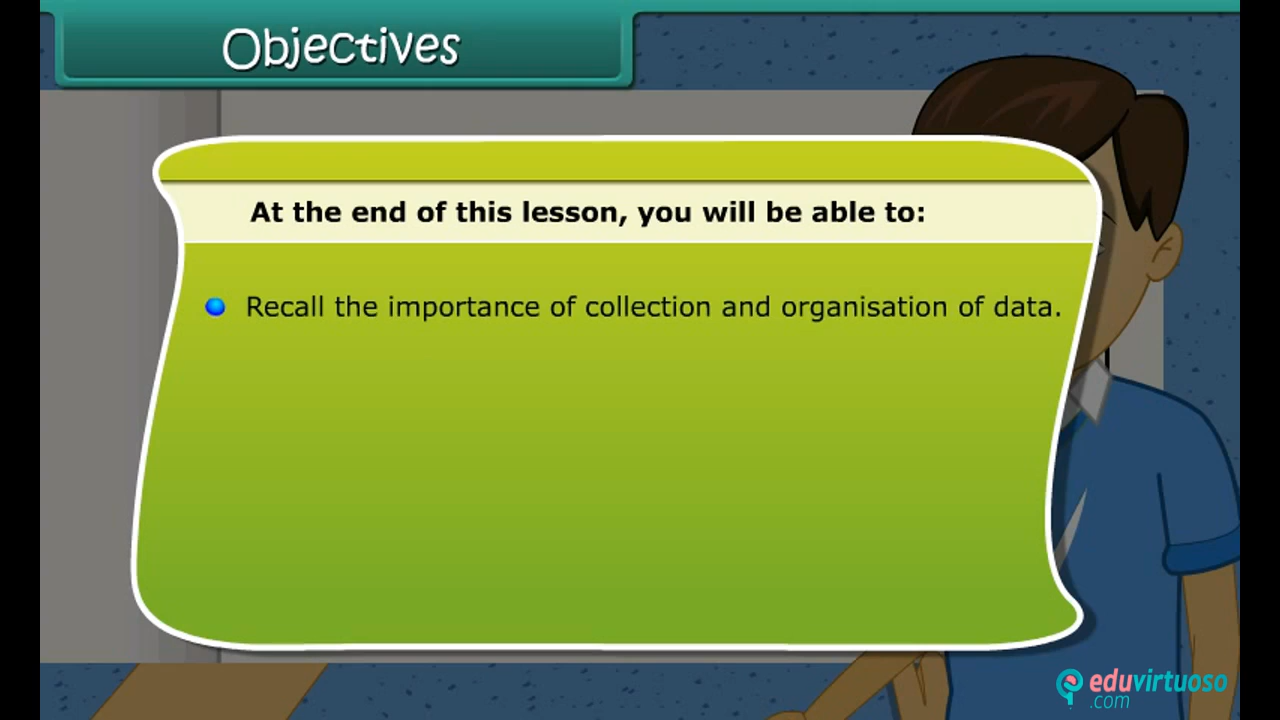 Objectives
At the end of this lesson, you will be able to:
Recall the importance of collection and organisation of data.
eduvirtuoso
.com